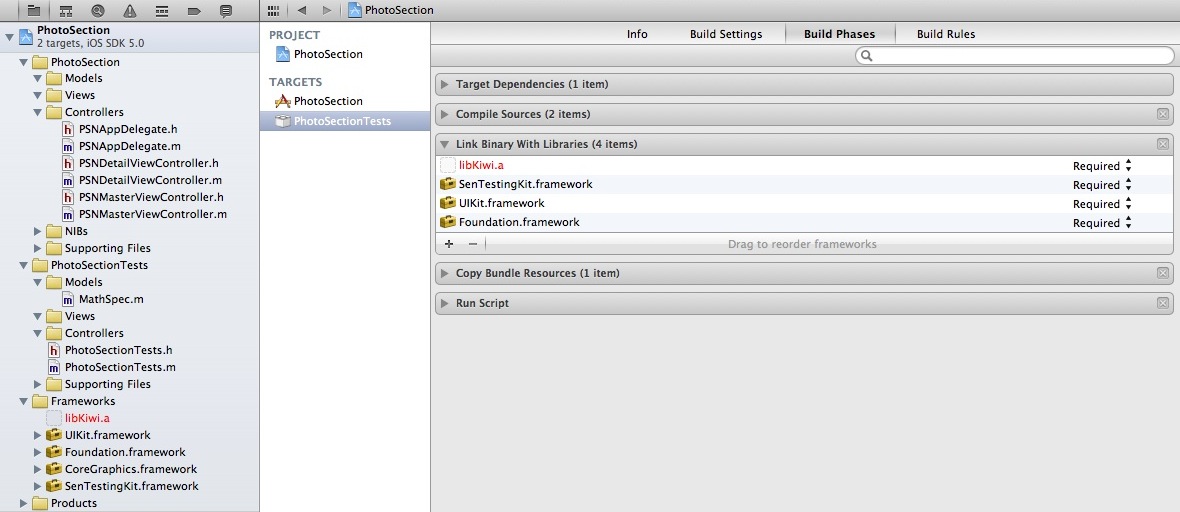 PhotoSection
2 targets, iOS SDK 5.0
PhotoSection
Models
Views
Controllers
h PSNAppDelegate.h
m PSNAppDelegate.m
h PSNDetailViewController.h
m PSNDetailViewController.m
h PSNMasterViewController.h
m PSNMasterViewController.m
NIBs
Supporting Files
PhotoSectionTests
Models
m MathSpec.m
Views
Controllers
h PhotoSectionTests.h
m PhotoSectionTests.m
Supporting Files
Frameworks
libKiwi.a
UIKit.framework
Foundation.framework
CoreGraphics.framework
SenTestingKit.framework
Products
PhotoSection
PROJECT
PhotoSection
TARGETS
PhotoSection
PhotoSectionTests
Info Build Settings Build Phases Build Rules
Target Dependencies (1 item)
Compile Sources (2 items)
Link Binary With Libraries (4 items)
libKiwi.a Required
SenTestingKit.framework Required
UIKit.framework Required
Foundation.framework Required
+ − Drag to reorder frameworks
Copy Bundle Resources (1 item)
Run Script